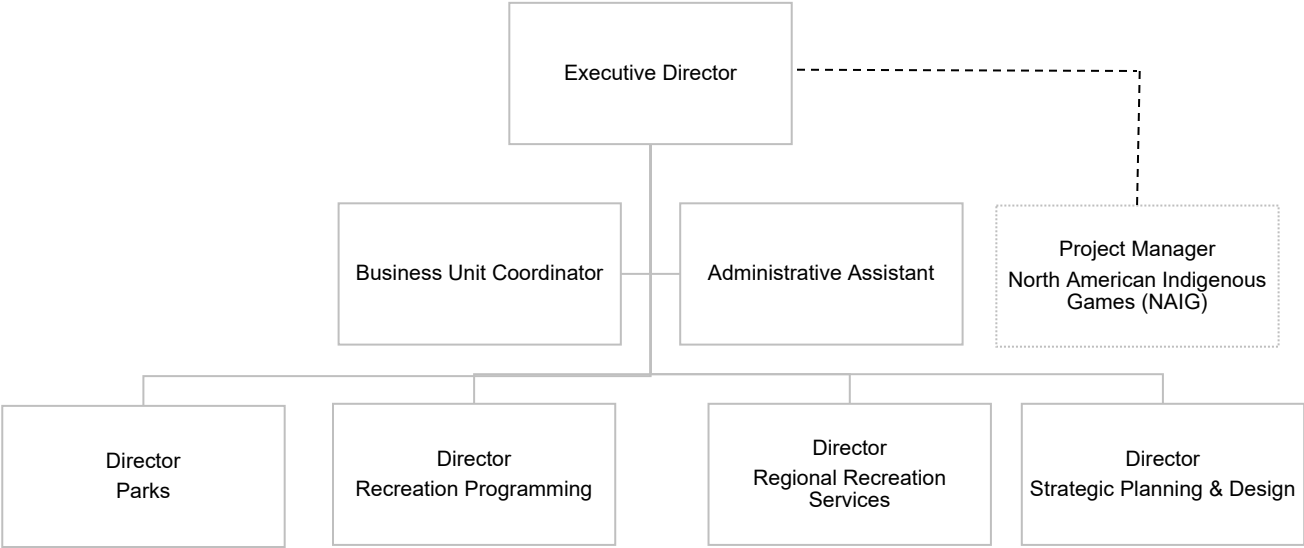 Executive Director
Business Unit Coordinator
Administrative Assistant
Project Manager
North American Indigenous
Games (NAIG)
Director
Parks
Director
Recreation Programming
Director
Regional Recreation
Services
Director
Strategic Planning & Design